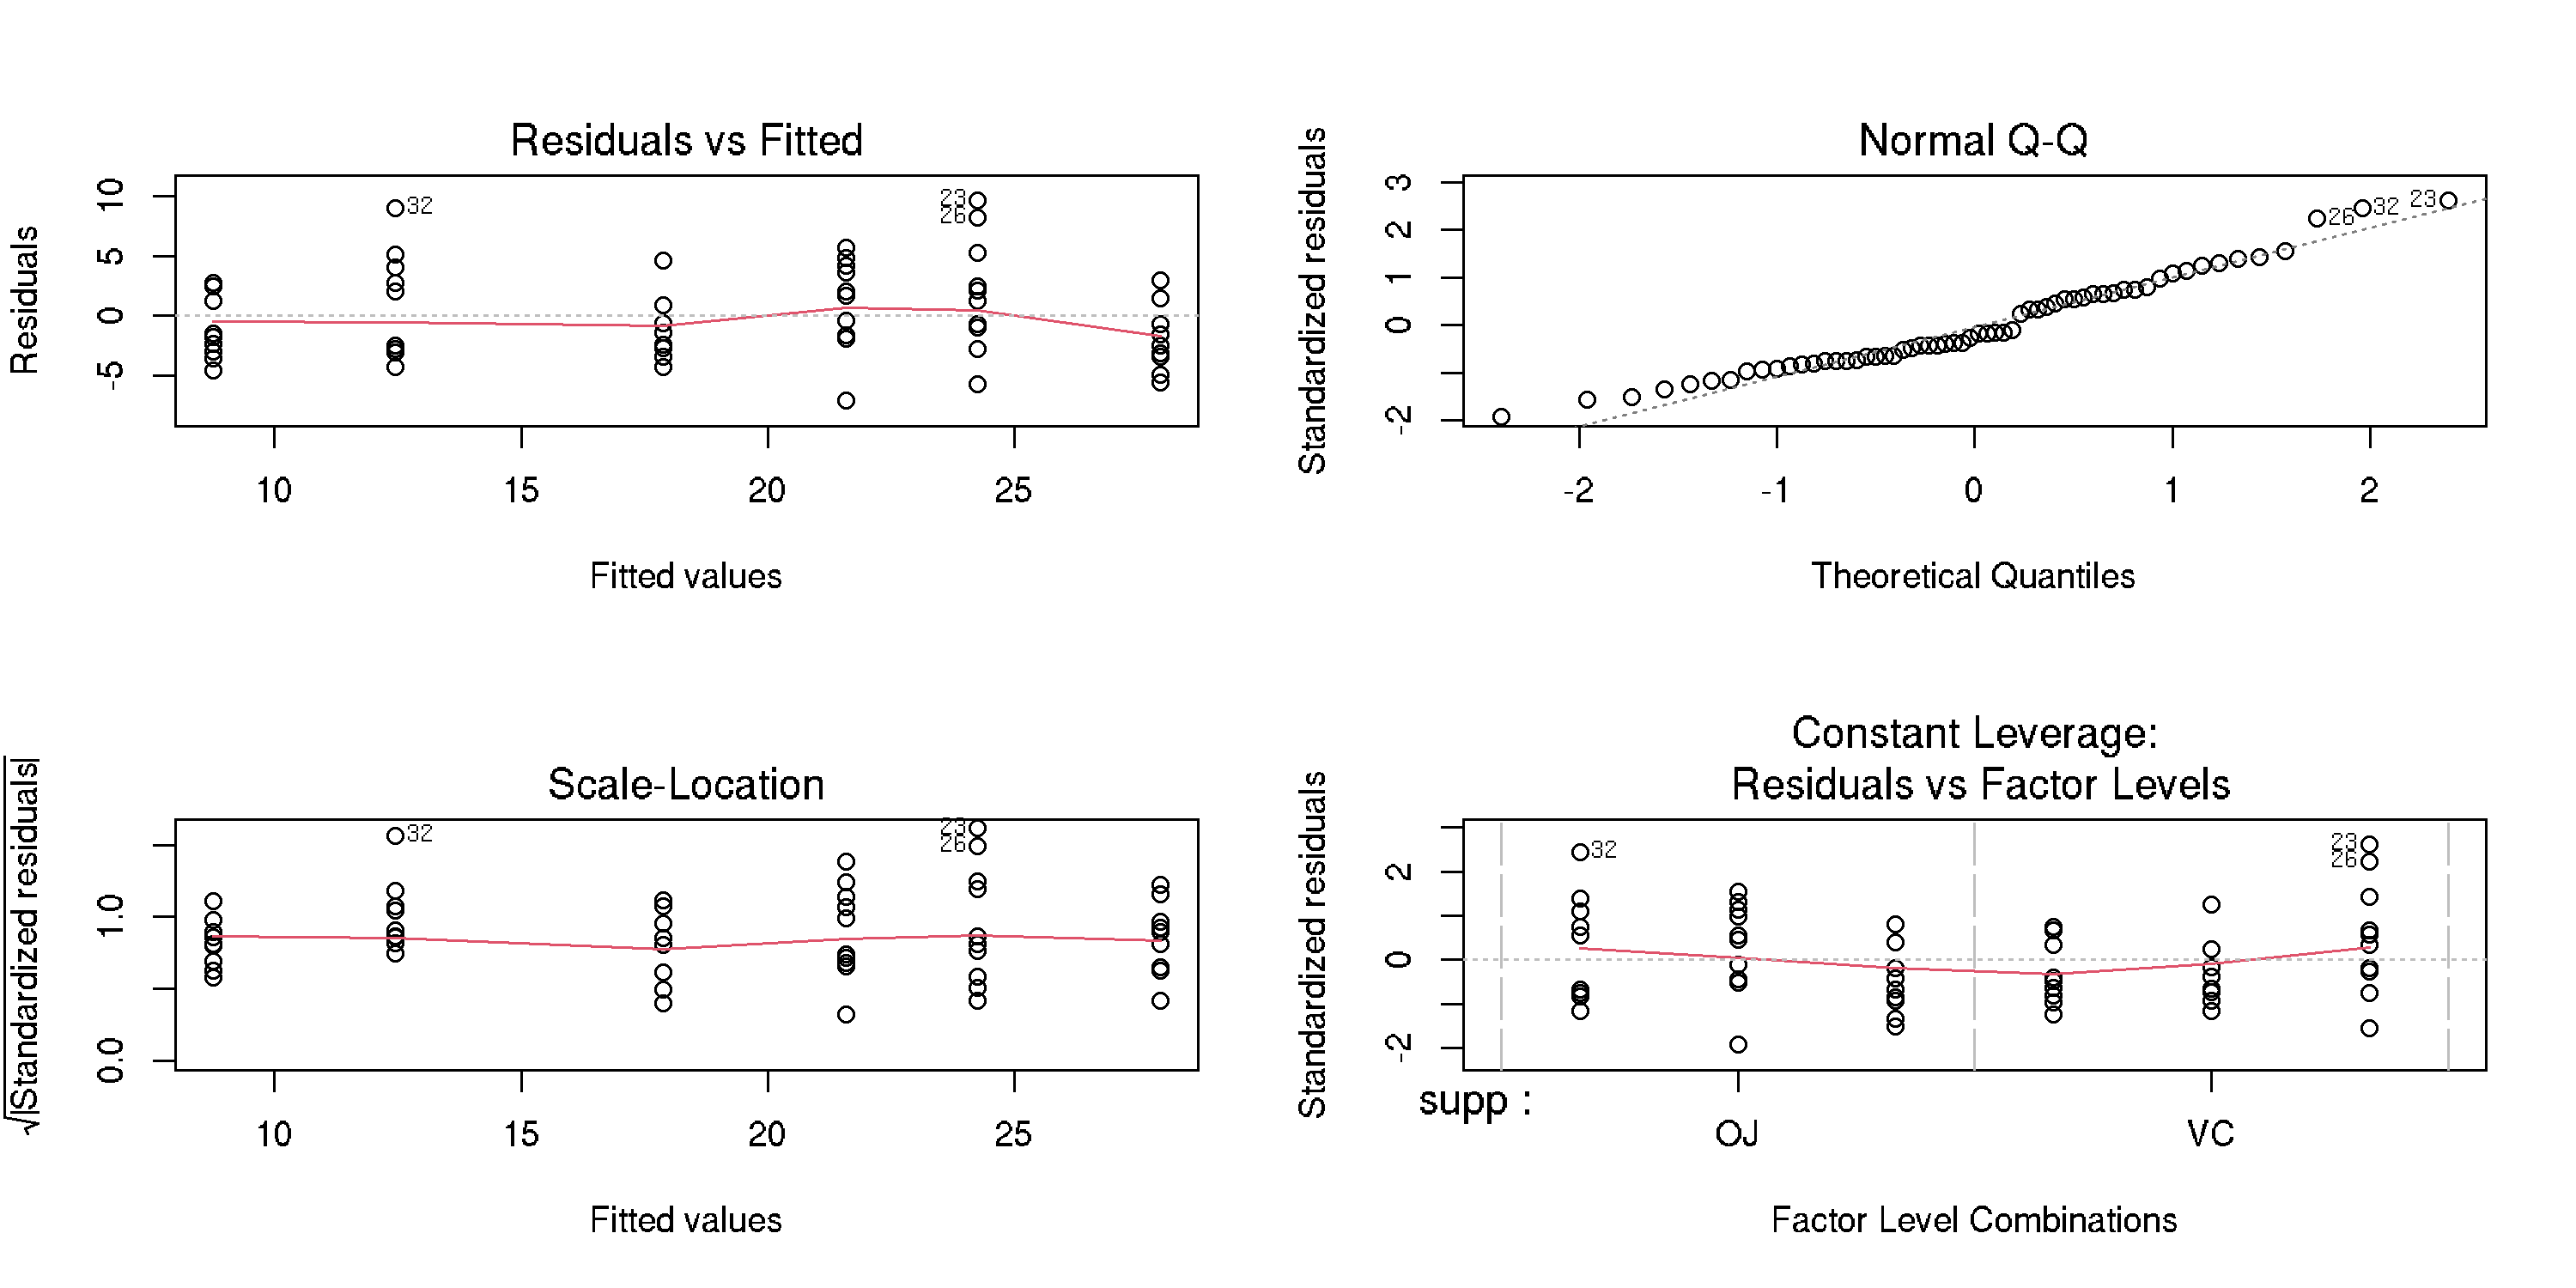 Residuals vs Fitted
Residuals
10
5
0
-5
32
23
26
10 15 20 25
Fitted values
Normal Q-Q
Standardized residuals
3
2
1
0
-2
26 32 23
-2 -1 0 1 2
Theoretical Quantiles
Scale-Location
√|Standardized residuals|
1.0
0.0
32
23
26
10 15 20 25
Fitted values
Constant Leverage:
Residuals vs Factor Levels
Standardized residuals
2
0
-2
32
23
26
supp :
OJ VC
Factor Level Combinations